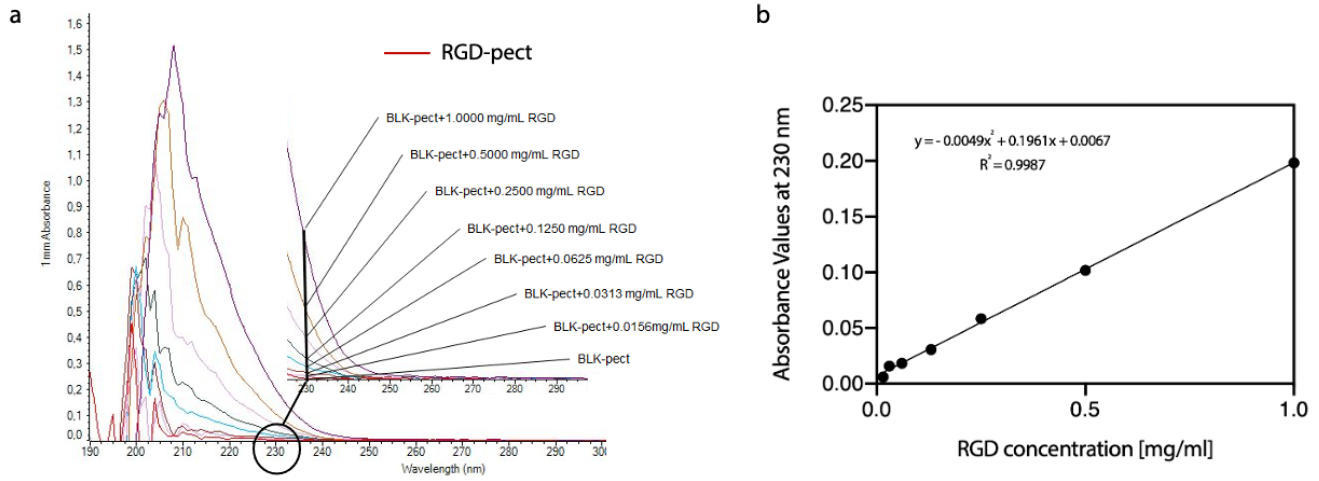 a
1,6
1,5
1,4
1,3
1,2
1,1
1,0
0,9
0,8
0,7
0,6
0,5
0,4
0,3
0,2
0,1
0,0
1 mm Absorbance
190 200 210 220 230 240 250 260 270 280 290 300
Wavelength (nm)
RGD-pect
BLK-pect+1.0000 mg/mL RGD
BLK-pect+0.5000 mg/mL RGD
BLK-pect+0.2500 mg/mL RGD
BLK-pect+0.1250 mg/mL RGD
BLK-pect+0.0625 mg/mL RGD
BLK-pect+0.0313 mg/mL RGD
BLK-pect+0.0156mg/mL RGD
BLK-pect
230 240 250 260 270 280 290
b
Absorbance Values at 230 nm
0.25
0.20
0.15
0.10
0.05
0.00
y = - 0.0049x² + 0.1961x + 0.0067
R² = 0.9987
0.0 0.5 1.0
RGD concentration [mg/ml]